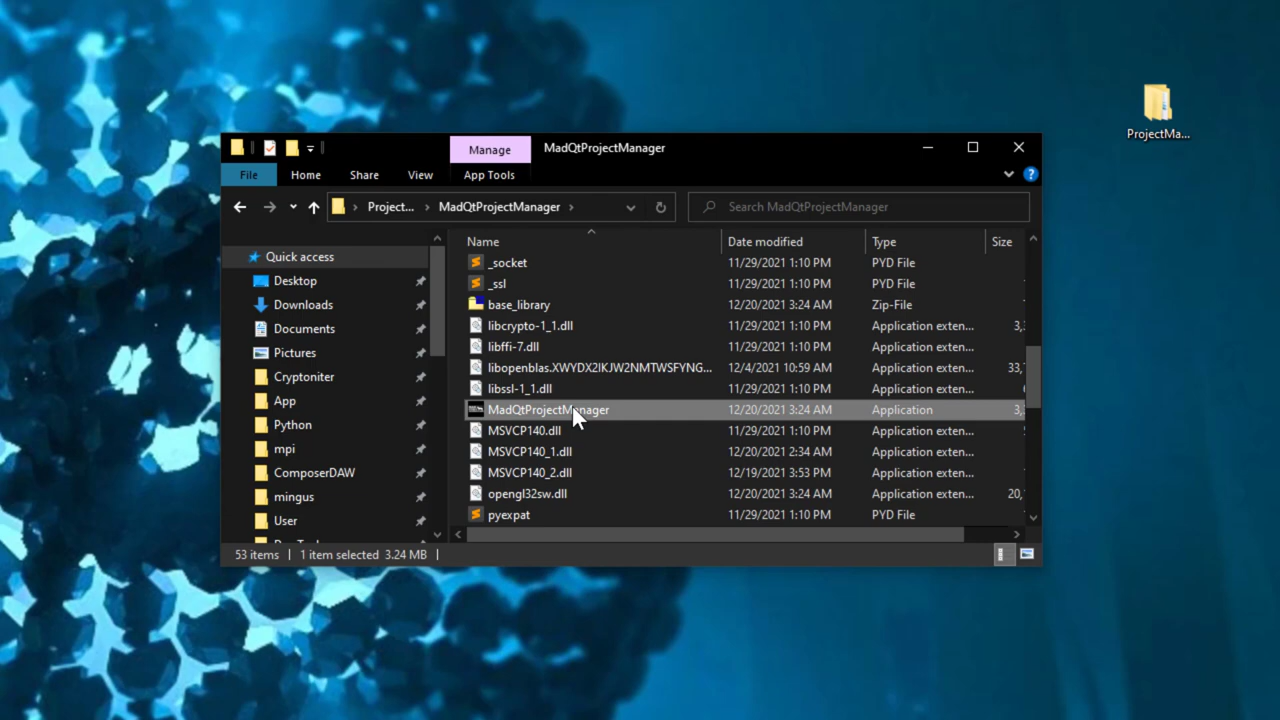 ProjectMa...
Manage
MadQtProjectManager
File
Home
Share
View
App Tools
Project...
MadQtProjectManager
Search MadQtProjectManager
Quick access
Desktop
Downloads
Documents
Pictures
Cryptoniter
App
Python
mpi
ComposerDAW
mingus
User
Name Date modified Type Size
_socket 11/29/2021 1:10 PM PYD File
_ssl 11/29/2021 1:10 PM PYD File
base_library 12/20/2021 3:24 AM Zip-File
libcrypto-1_1.dll 11/29/2021 1:10 PM Application exten... 3,
libffi-7.dll 11/29/2021 1:10 PM Application exten...
libopenblas.XWYDX2IKJW2NMTWSFYNG... 12/4/2021 10:59 AM Application exten... 33,
libssl-1_1.dll 11/29/2021 1:10 PM Application exten...
MadQtProjectManager 12/20/2021 3:24 AM Application 3,
MSVCP140.dll 11/29/2021 1:10 PM Application exten...
MSVCP140_1.dll 12/20/2021 2:34 AM Application exten...
MSVCP140_2.dll 12/19/2021 3:53 PM Application exten...
opengl32sw.dll 12/20/2021 3:24 AM Application exten... 20,
pyexpat 11/29/2021 1:10 PM PYD File
53 items | 1 item selected 3.24 MB |